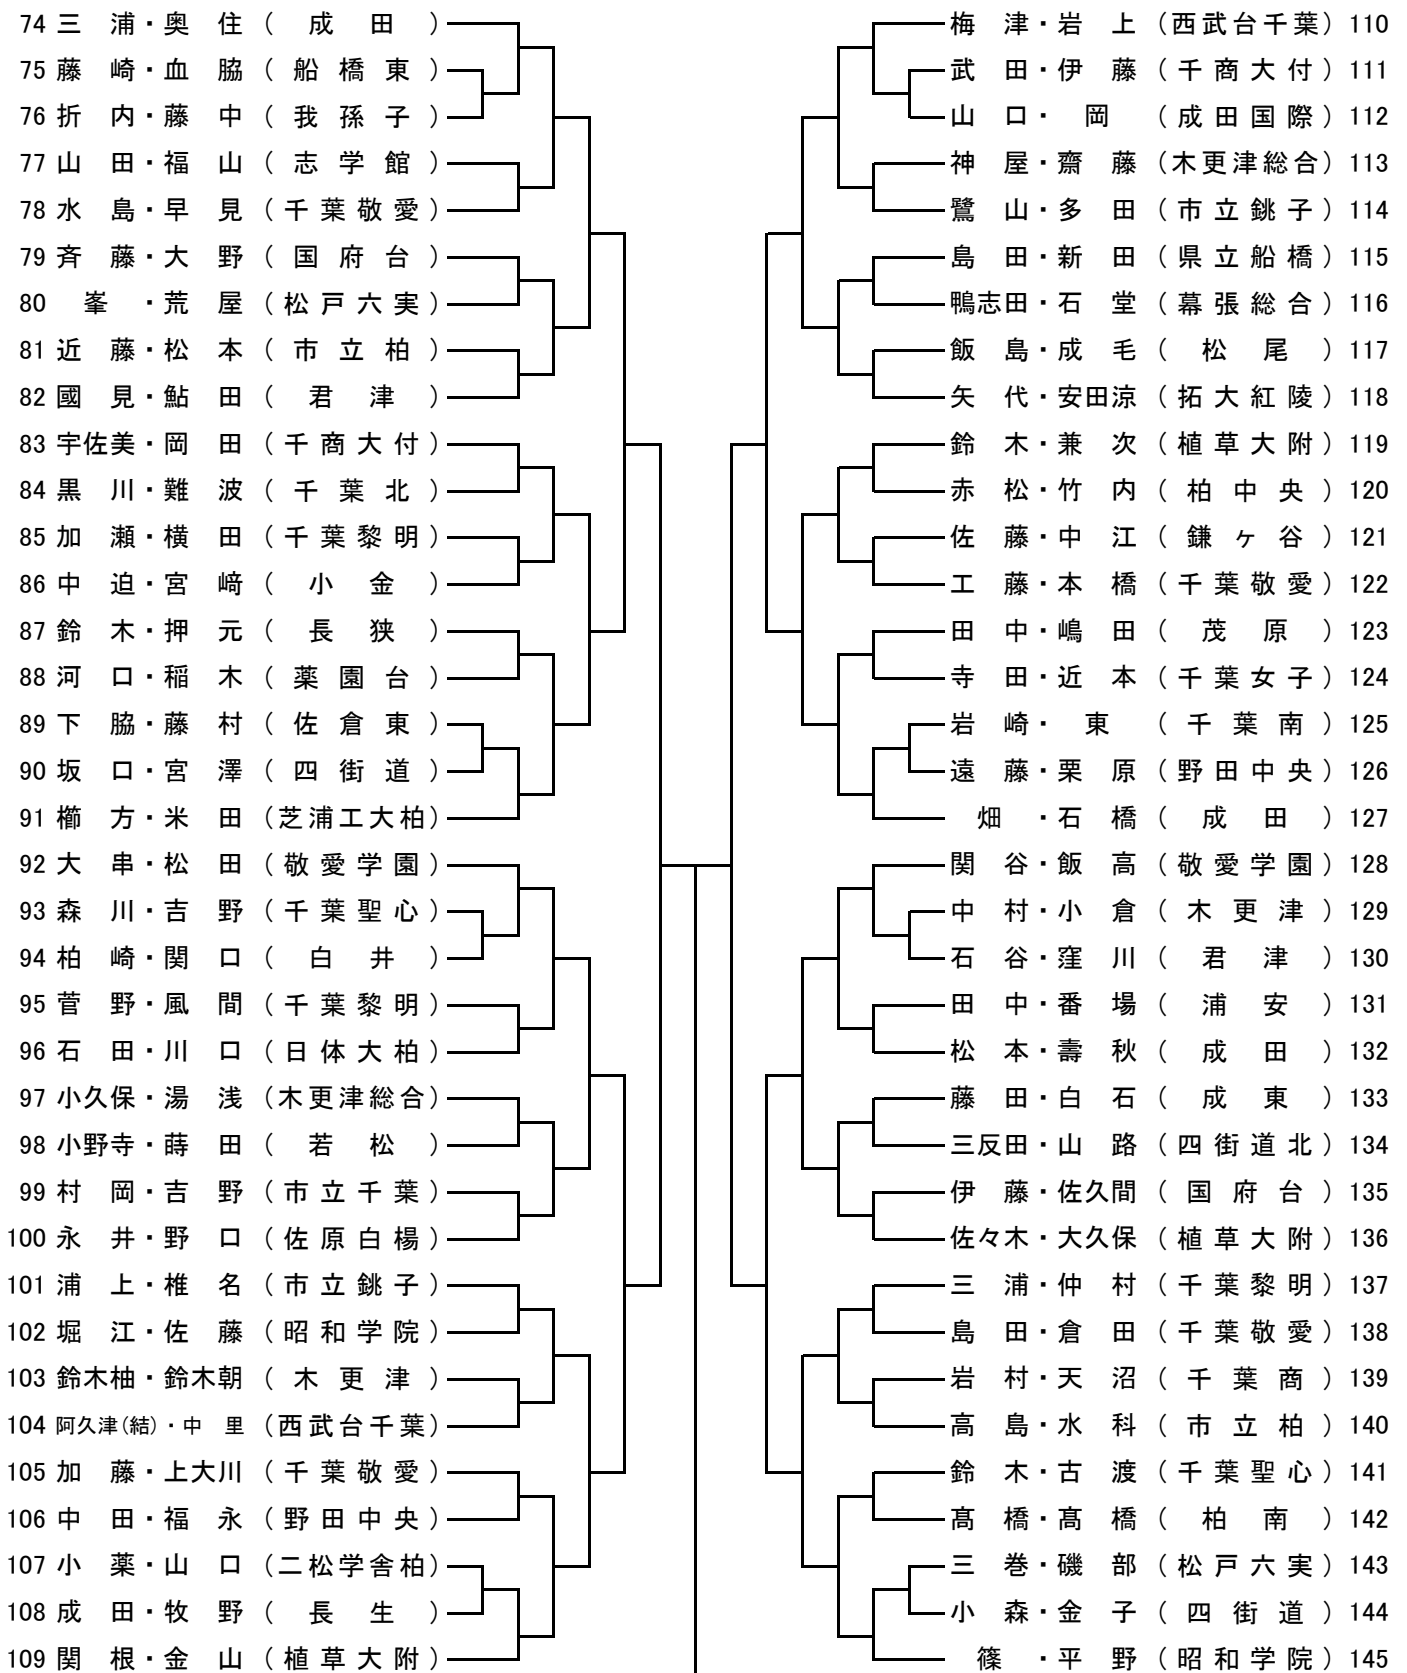 74 三 浦・奥 住 ( 成 田 )
75 藤 崎・血 脇 ( 船 橋 東 )
76 折 内・藤 中 ( 我 孫 子 )
77 山 田・福 山 ( 志 学 館 )
78 水 島・早 見 ( 千 葉 敬 愛 )
79 斉 藤・大 野 ( 国 府 台 )
80 峯 ・荒 屋 ( 松 戸 六 実 )
81 近 藤・松 本 ( 市 立 柏 )
82 國 見・鮎 田 ( 君 津 )
83 宇佐美・岡 田 ( 千 商 大 付 )
84 黒 川・難 波 ( 千 葉 北 )
85 加 瀬・横 田 ( 千 葉 黎 明 )
86 中 迫・宮 﨑 ( 小 金 )
87 鈴 木・押 元 ( 長 狭 )
88 河 口・稲 木 ( 薬 園 台 )
89 下 脇・藤 村 ( 佐 倉 東 )
90 坂 口・宮 澤 ( 四 街 道 )
91 櫛 方・米 田 (芝浦工大柏)
92 大 串・松 田 ( 敬 愛 学 園 )
93 森 川・吉 野 ( 千 葉 聖 心 )
94 柏 崎・関 口 ( 白 井 )
95 菅 野・風 間 ( 千 葉 黎 明 )
96 石 田・川 口 ( 日 体 大 柏 )
97 小久保・湯 浅 (木更津総合)
98 小野寺・蒔 田 ( 若 松 )
99 村 岡・吉 野 ( 市 立 千 葉 )
100 永 井・野 口 ( 佐 原 白 楊 )
101 浦 上・椎 名 ( 市 立 銚 子 )
102 堀 江・佐 藤 ( 昭 和 学 院 )
103 鈴木柚・鈴木朝 ( 木 更 津 )
104 阿久津(結)・中 里 (西武台千葉)
105 加 藤・上大川 ( 千 葉 敬 愛 )
106 中 田・福 永 ( 野 田 中 央 )
107 小 薬・山 口 (二松学舎柏)
108 成 田・牧 野 ( 長 生 )
109 関 根・金 山 ( 植 草 大 附 )
梅 津・岩 上 (西武台千葉) 110
武 田・伊 藤 ( 千 商 大 付 ) 111
山 口・ 岡 ( 成 田 国 際 ) 112
神 屋・齋 藤 (木更津総合) 113
鷺 山・多 田 ( 市 立 銚 子 ) 114
島 田・新 田 ( 県 立 船 橋 ) 115
鴨志田・石 堂 ( 幕 張 総 合 ) 116
飯 島・成 毛 ( 松 尾 ) 117
矢 代・安田涼 ( 拓 大 紅 陵 ) 118
鈴 木・兼 次 ( 植 草 大 附 ) 119
赤 松・竹 内 ( 柏 中 央 ) 120
佐 藤・中 江 ( 鎌 ヶ 谷 ) 121
工 藤・本 橋 ( 千 葉 敬 愛 ) 122
田 中・嶋 田 ( 茂 原 ) 123
寺 田・近 本 ( 千 葉 女 子 ) 124
岩 崎・ 東 ( 千 葉 南 ) 125
遠 藤・栗 原 ( 野 田 中 央 ) 126
畑 ・石 橋 ( 成 田 ) 127
関 谷・飯 高 ( 敬 愛 学 園 ) 128
中 村・小 倉 ( 木 更 津 ) 129
石 谷・窪 川 ( 君 津 ) 130
田 中・番 場 ( 浦 安 ) 131
松 本・壽 秋 ( 成 田 ) 132
藤 田・白 石 ( 成 東 ) 133
三反田・山 路 ( 四 街 道 北 ) 134
伊 藤・佐久間 ( 国 府 台 ) 135
佐々木・大久保 ( 植 草 大 附 ) 136
三 浦・仲 村 ( 千 葉 黎 明 ) 137
島 田・倉 田 ( 千 葉 敬 愛 ) 138
岩 村・天 沼 ( 千 葉 商 ) 139
高 島・水 科 ( 市 立 柏 ) 140
鈴 木・古 渡 ( 千 葉 聖 心 ) 141
髙 橋・髙 橋 ( 柏 南 ) 142
三 巻・磯 部 ( 松 戸 六 実 ) 143
小 森・金 子 ( 四 街 道 ) 144
篠 ・平 野 ( 昭 和 学 院 ) 145